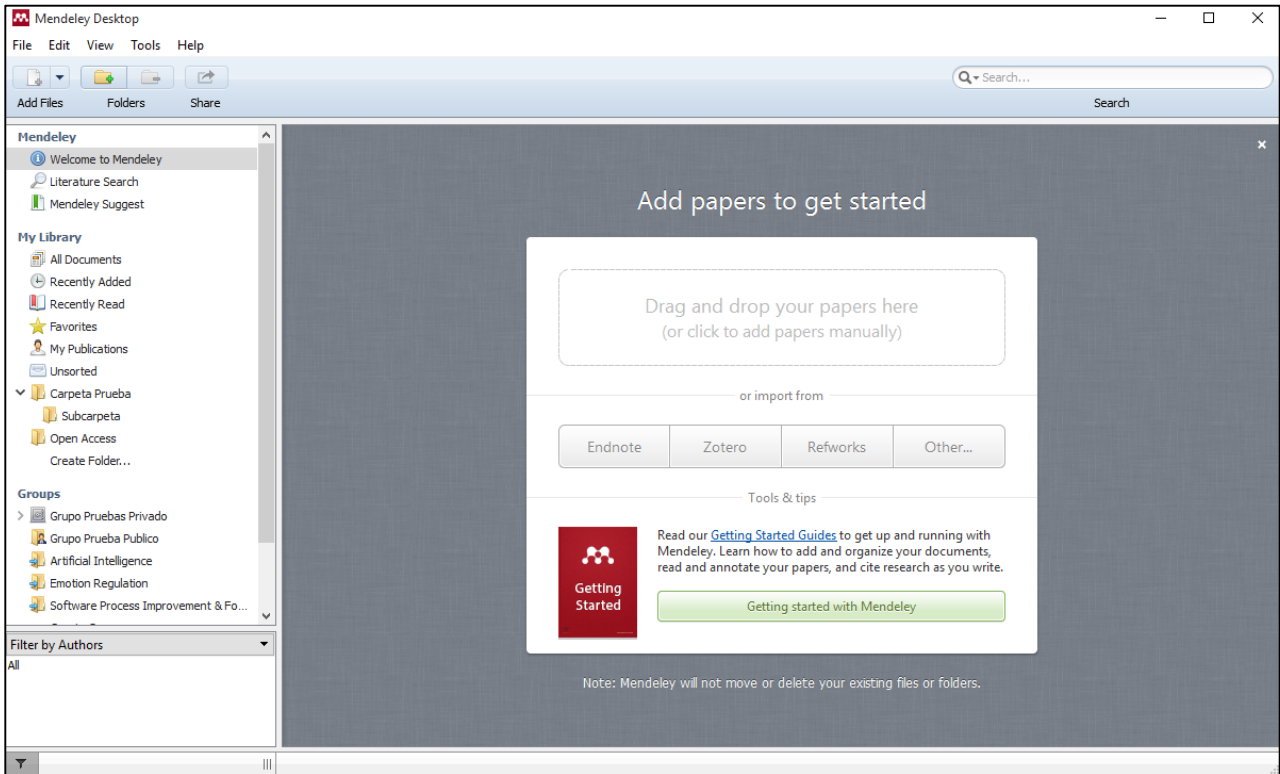 Mendeley Desktop
File Edit View Tools Help
Search...
Add Files Folders Share Search
Mendeley
Welcome to Mendeley
Literature Search
Mendeley Suggest
My Library
All Documents
Recently Added
Recently Read
Favorites
My Publications
Unsorted
Carpeta Prueba
Subcarpeta
Open Access
Create Folder...
Groups
Grupo Pruebas Privado
Grupo Prueba Publico
Artificial Intelligence
Emotion Regulation
Software Process Improvement & Fo...
Filter by Authors
All
Add papers to get started
Drag and drop your papers here
(or click to add papers manually)
or import from
Endnote Zotero Refworks Other...
Tools & tips
Getting
Started
Read our Getting Started Guides to get up and running with
Mendeley. Learn how to add and organize your documents,
read and annotate your papers, and cite research as you write.
Getting started with Mendeley
Note: Mendeley will not move or delete your existing files or folders.